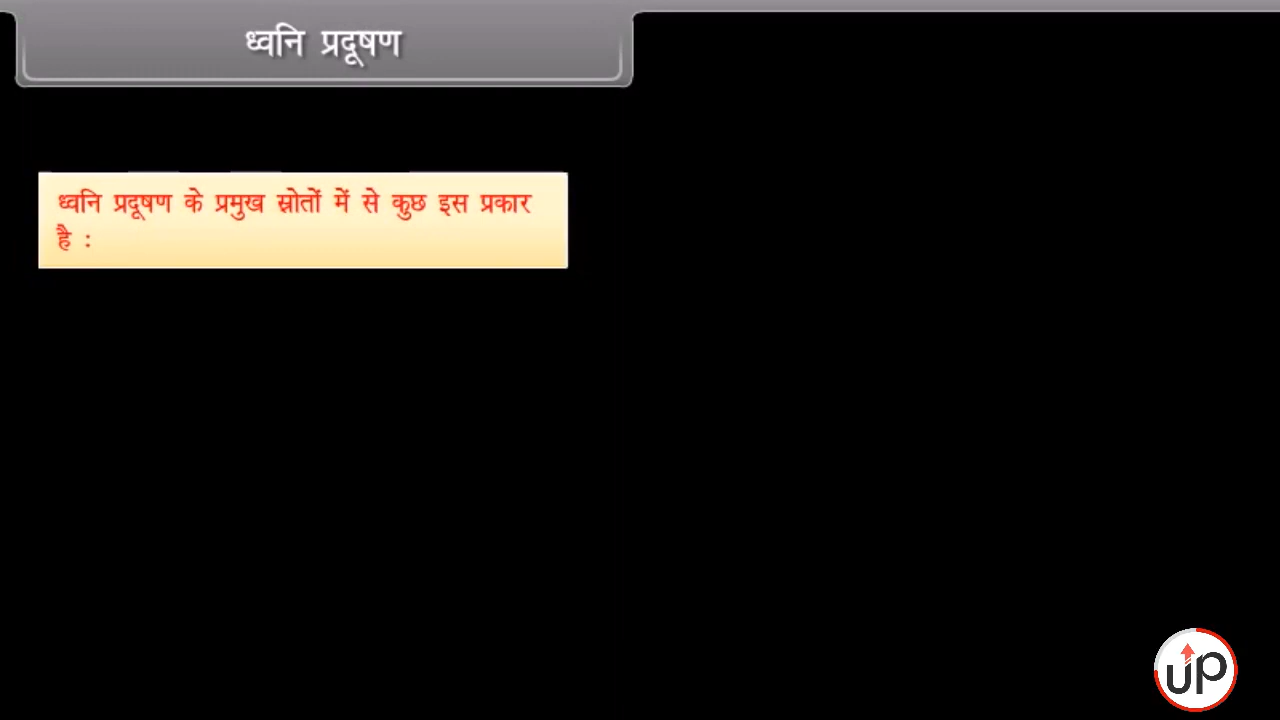 ध्वनि प्रदूषण
ध्वनि प्रदूषण के प्रमुख स्रोतों में से कुछ इस प्रकार
है :
UP